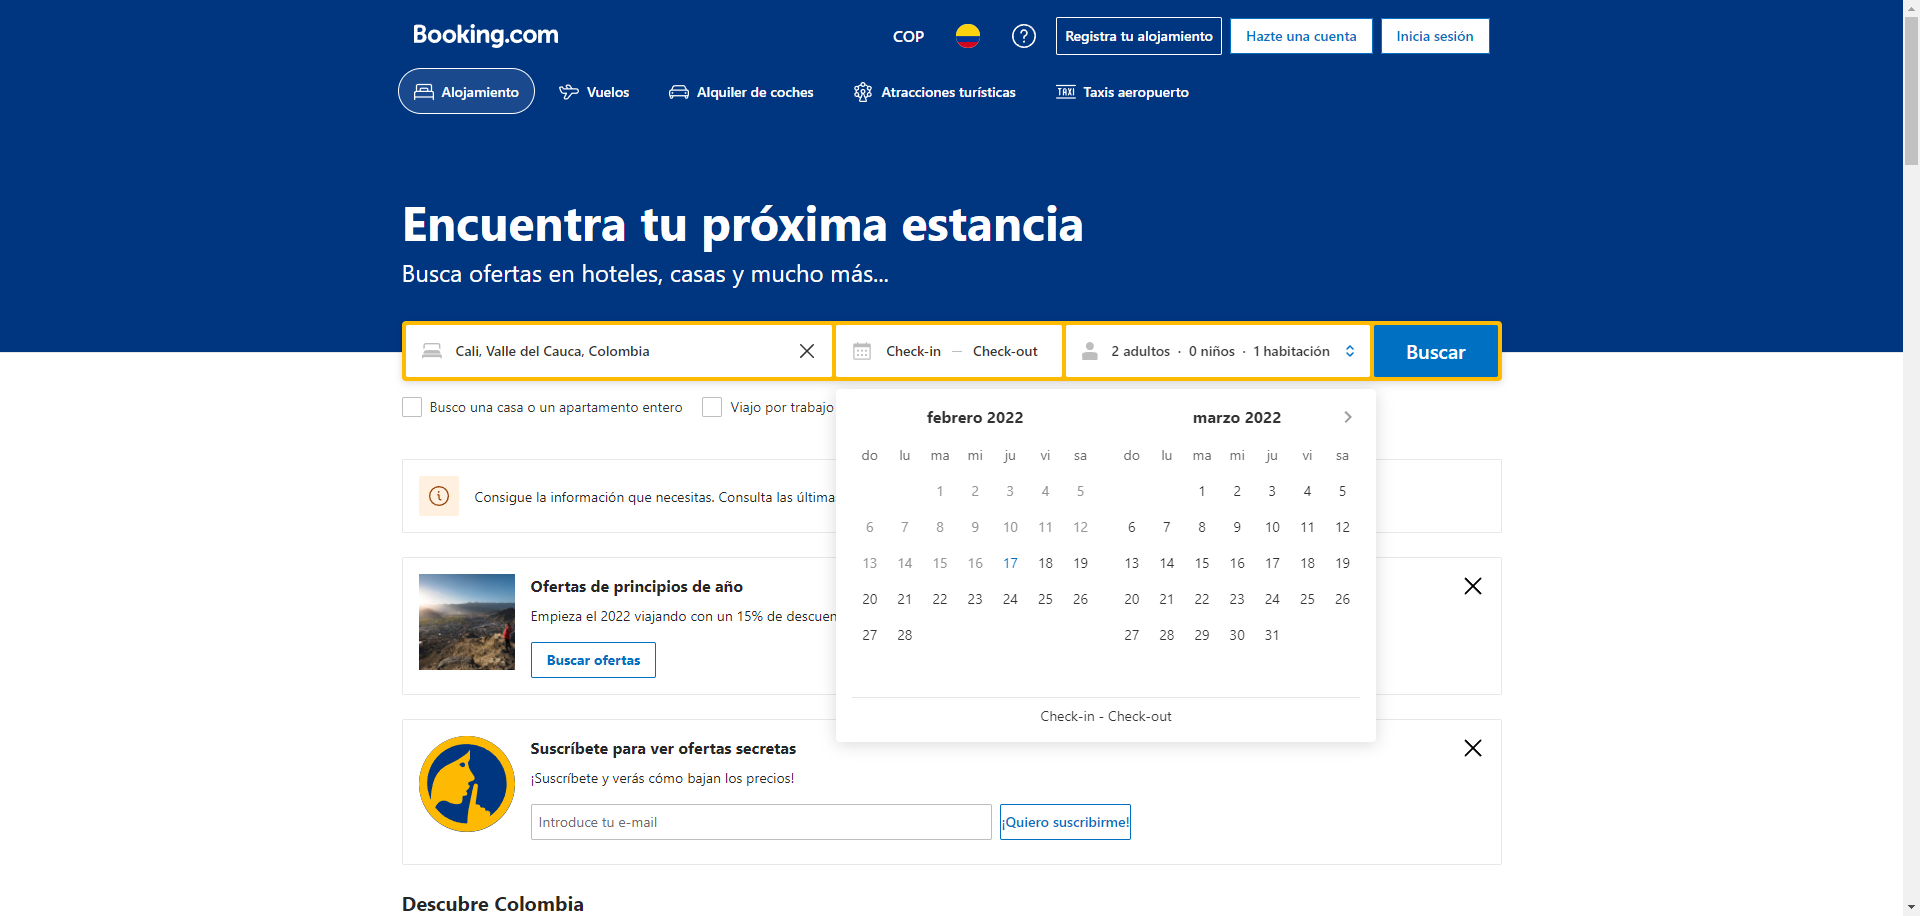 Booking.com
COP
Registra tu alojamiento
Hazte una cuenta
Inicia sesión
Alojamiento
Vuelos
Alquiler de coches
Atracciones turísticas
TAXI Taxis aeropuerto
Encuentra tu próxima estancia
Busca ofertas en hoteles, casas y mucho más...
Cali, Valle del Cauca, Colombia
Check-in — Check-out
2 adultos · 0 niños · 1 habitación
Buscar
Busco una casa o un apartamento entero
Viajo por trabajo
febrero 2022
do lu ma mi ju vi sa
1 2 3 4 5
6 7 8 9 10 11 12
13 14 15 16 17 18 19
20 21 22 23 24 25 26
27 28
marzo 2022
do lu ma mi ju vi sa
1 2 3 4 5
6 7 8 9 10 11 12
13 14 15 16 17 18 19
20 21 22 23 24 25 26
27 28 29 30 31
Check-in - Check-out
Consigue la información que necesitas. Consulta las última
Ofertas de principios de año
Empieza el 2022 viajando con un 15% de descuen
Buscar ofertas
Suscríbete para ver ofertas secretas
¡Suscríbete y verás cómo bajan los precios!
Introduce tu e-mail
¡Quiero suscribirme!
Descubre Colombia